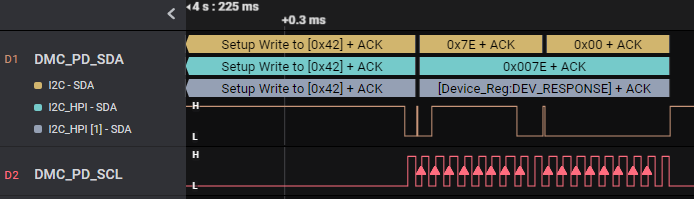 4 s : 225 ms
+0.3 ms
D1
DMC_PD_SDA
I2C - SDA
I2C_HPI - SDA
I2C_HPI [1] - SDA
Setup Write to [0x42] + ACK
0x7E + ACK
0x00 + ACK
Setup Write to [0x42] + ACK
0x007E + ACK
Setup Write to [0x42] + ACK
[Device_Reg:DEV_RESPONSE] + ACK
H
L
D2
DMC_PD_SCL
H
L